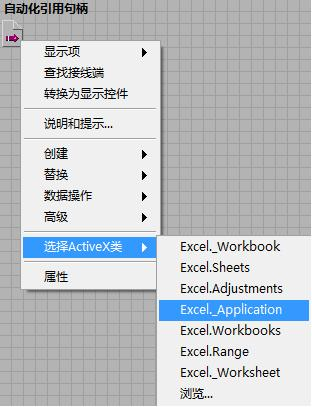 自动化引用句柄
显示项
查找接线端
转换为显示控件
说明和提示...
创建
替换
数据操作
高级
选择ActiveX类
属性
Excel._Workbook
Excel.Sheets
Excel.Adjustments
Excel._Application
Excel.Workbooks
Excel.Range
Excel._Worksheet
浏览...